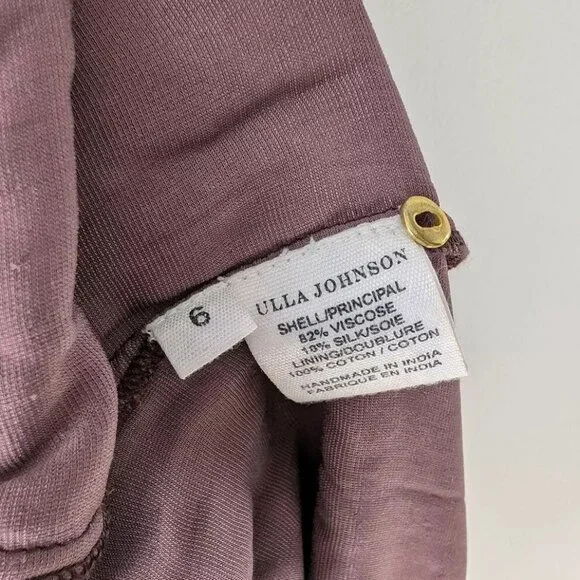 6
ULLA JOHNSON
SHELL/PRINCIPAL
82% VISCOSE
18% SILK/SOIE
LINING/DOUBLURE
100% COTTON / COTTON
HANDMADE IN INDIA
FABRIQUE EN INDIA